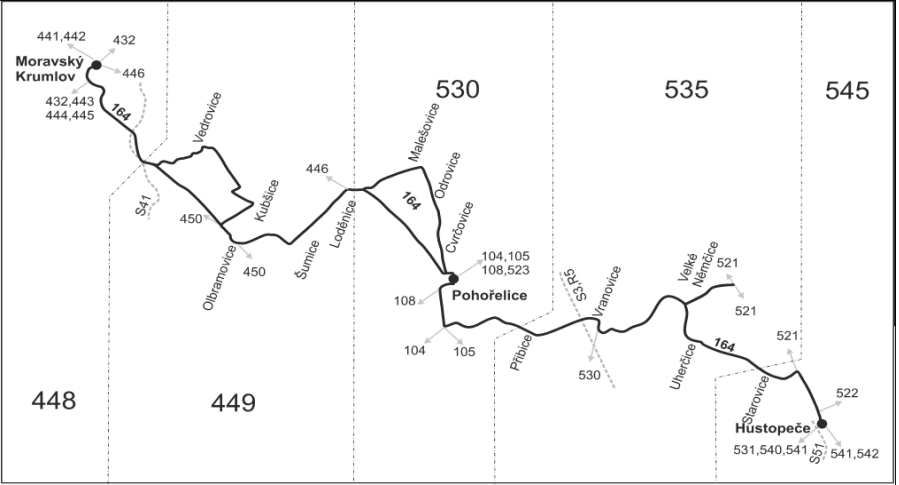 441,442
432
Moravský
Krumlov
446
432,443
444,445
164
Vedrovice
530
535
545
Malešovice
446
164
Odrovice
S41
450
Kubšice
Loděnice
Cvrčovice
Olbramovice
450
Šumice
104,105
108,523
Pohořelice
108
S3,R5
Vranovice
Velké
Němčice
521
521
104
105
Přibice
530
Uherčice
164
521
Starovice
522
448
449
Hustopeče
531,540,541
S51
541,542